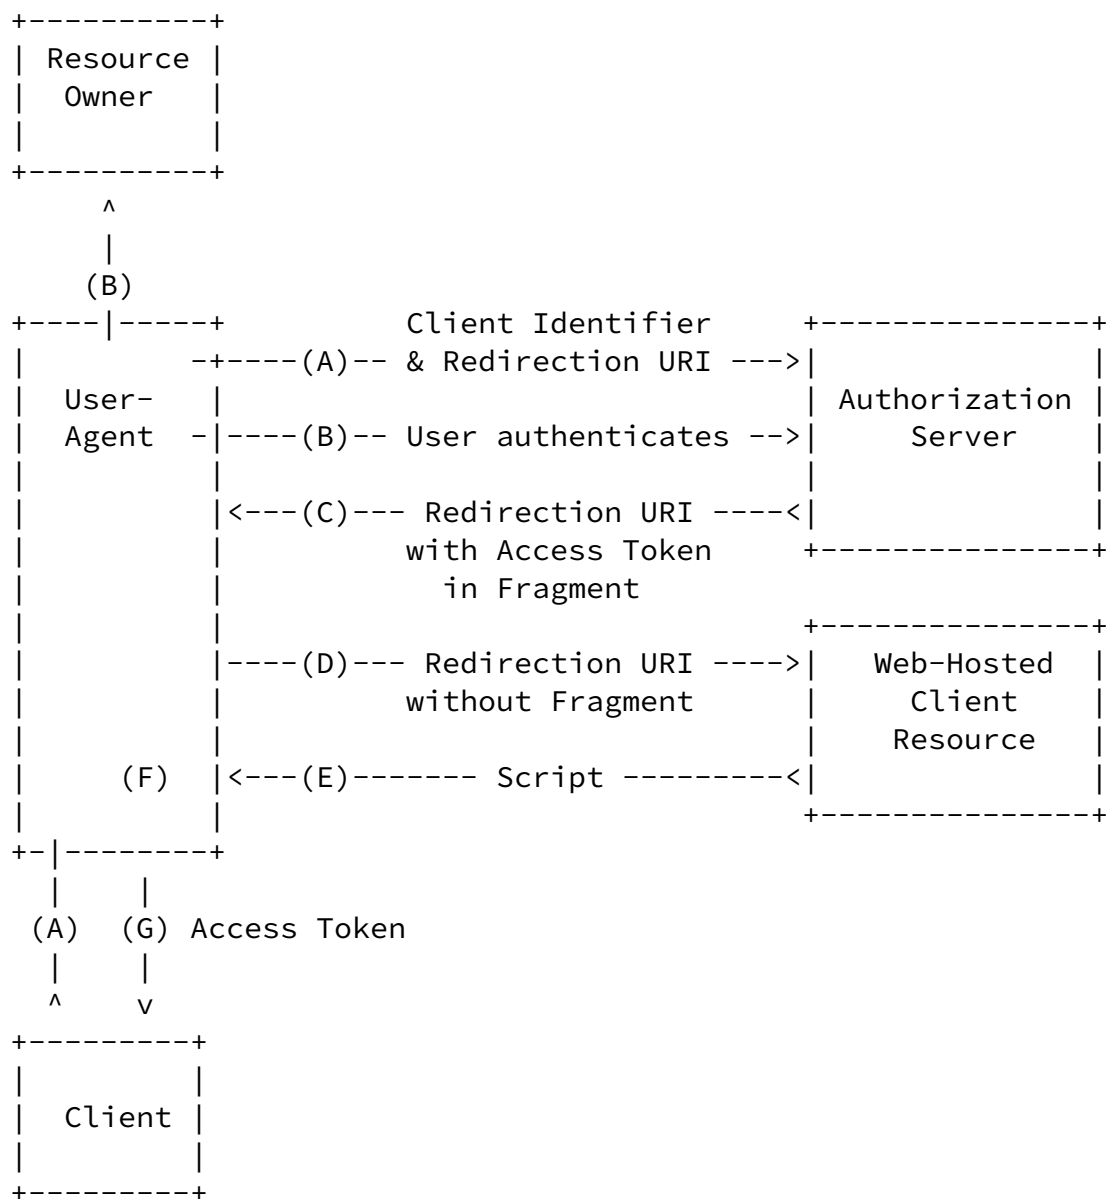 +----------+
| Resource |
|  Owner   |
|          |
+----------+
     ^
     |
    (B)
+----|-----+          Client Identifier     +---------------+
|         -+----(A)-- & Redirection URI --->|               |
|  User-   |                                | Authorization |
|  Agent  -|----(B)-- User authenticates -->|     Server    |
|          |                                |               |
|          |<---(C)--- Redirection URI ----<|               |
|          |          with Access Token     +---------------+
|          |            in Fragment
|          |                                +---------------+
|          |----(D)--- Redirection URI ---->|   Web-Hosted  |
|          |          without Fragment      |     Client    |
|          |                                |    Resource   |
|     (F)  |<---(E)------- Script ---------<|               |
|          |                                +---------------+
+-|--------+
  |    |
 (A)  (G) Access Token
  |    |
  ^    v
+---------+
|         |
|  Client |
|         |
+---------+